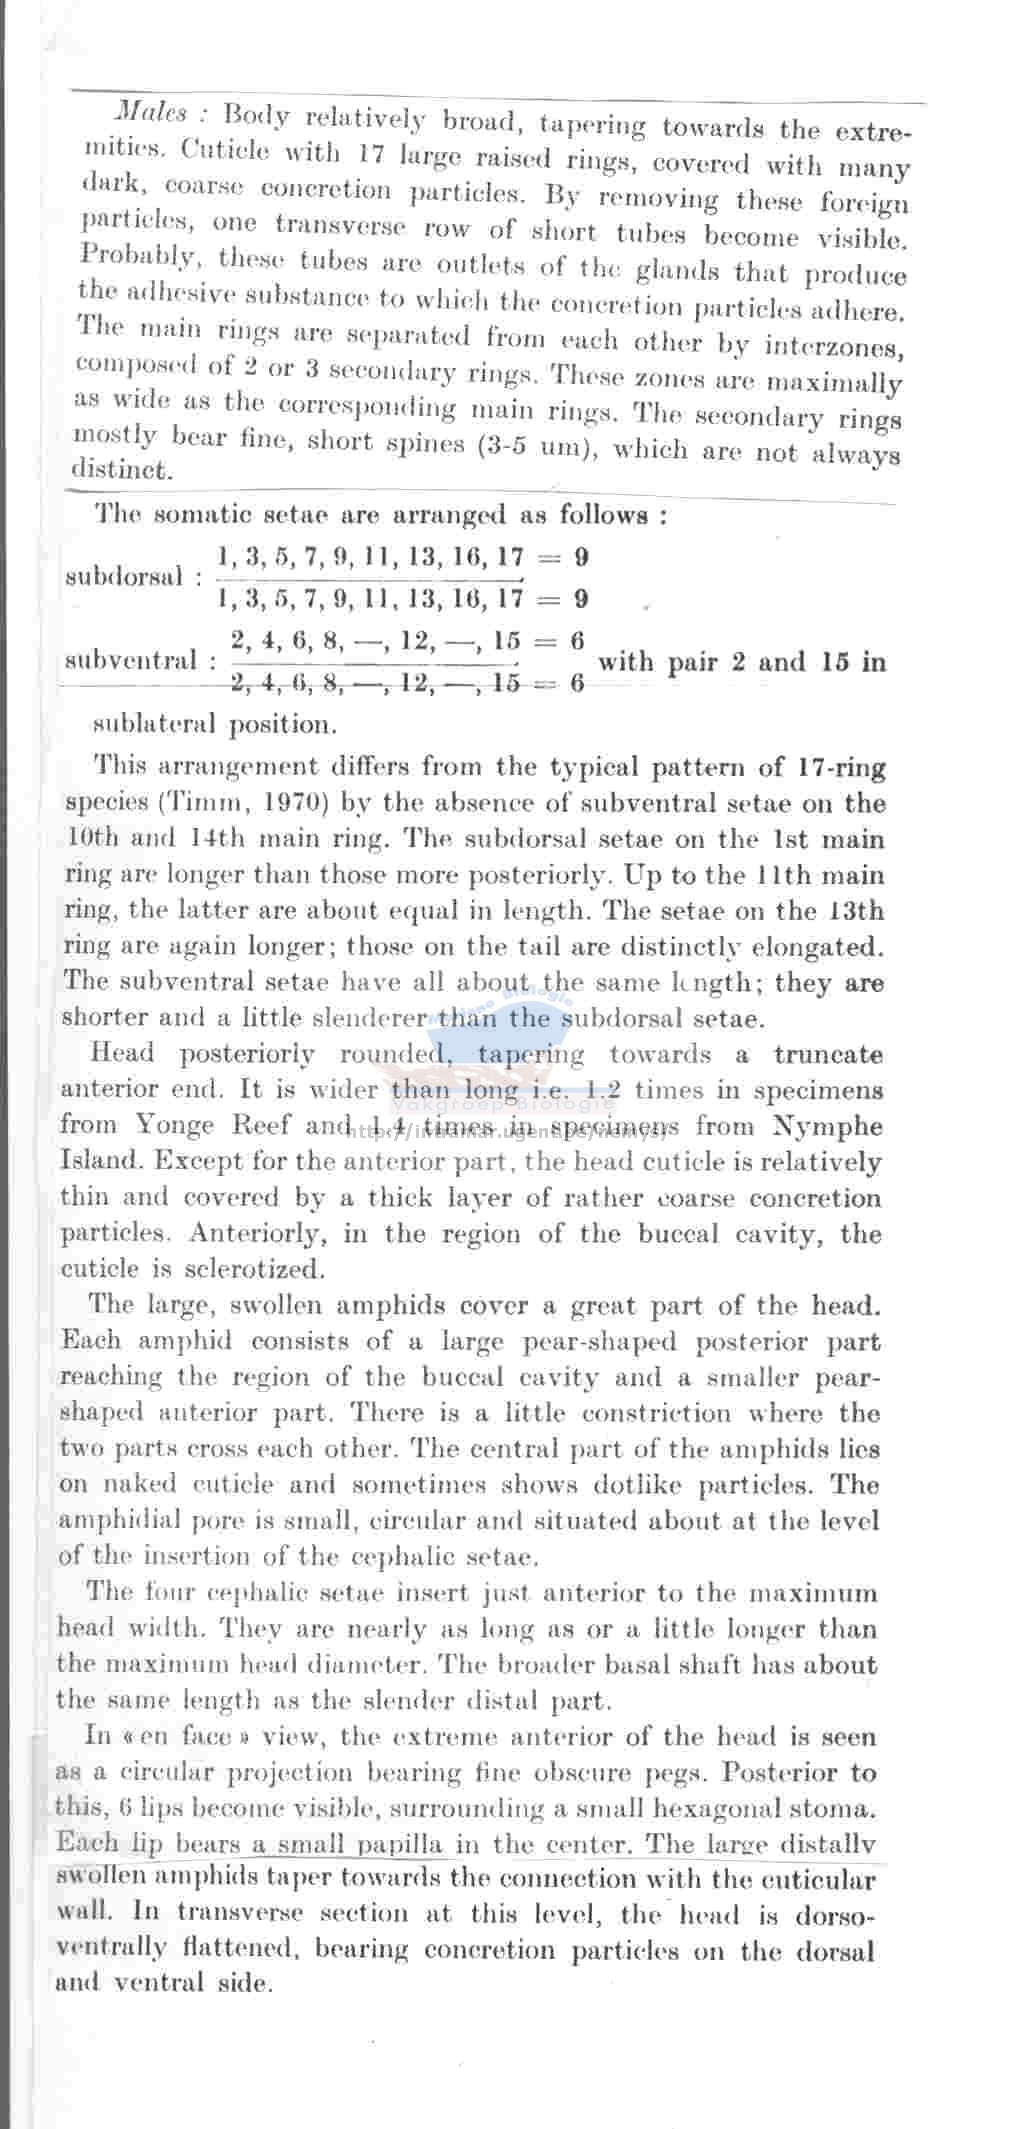 Males : Body relatively broad, tapering towards the extre-
mities. Cuticle with 17 large raised rings, covered with many
dark, coarse concretion particles. By removing these foreign
particles, one transverse row of short tubes become visible.
Probably, these tubes are outlets of the glands that produce
the adhesive substance to which the concretion particles adhere.
The main rings are separated from each other by interzones,
composed of 2 or 3 secondary rings. These zones are maximally
as wide as the corresponding main rings. The secondary rings
mostly bear fine, short spines (3-5 um), which are not always
distinct.
The somatic setae are arranged as follows :
1, 3, 5, 7, 9, 11, 13, 16, 17 = 9
subdorsal :
1, 3, 5, 7, 9, 11, 13, 16, 17 = 9
2, 4, 6, 8, —, 12, —, 15 = 6
subventral : with pair 2 and 15 in
2, 4, 6, 8, —, 12, —, 15 = 6
sublateral position.
This arrangement differs from the typical pattern of 17-ring
species (Timm, 1970) by the absence of subventral setae on the
10th and 14th main ring. The subdorsal setae on the 1st main
ring are longer than those more posteriorly. Up to the 11th main
ring, the latter are about equal in length. The setae on the 13th
ring are again longer; those on the tail are distinctly elongated.
The subventral setae have all about the same length; they are
shorter and a little slenderer than the subdorsal setae.
Head posteriorly rounded, tapering towards a truncate
anterior end. It is wider than long i.e. 1.2 times in specimens
Vakgroep Biologie
from Yonge Reef and 1.4 times in specimens from Nymphe
Island. Except for the anterior part, the head cuticle is relatively
thin and covered by a thick layer of rather coarse concretion
particles. Anteriorly, in the region of the buccal cavity, the
cuticle is sclerotized.
The large, swollen amphids cover a great part of the head.
Each amphid consists of a large pear-shaped posterior part
reaching the region of the buccal cavity and a smaller pear-
shaped anterior part. There is a little constriction where the
two parts cross each other. The central part of the amphids lies
on naked cuticle and sometimes shows dotlike particles. The
amphidial pore is small, circular and situated about at the level
of the insertion of the cephalic setae.
The four cephalic setae insert just anterior to the maximum
head width. They are nearly as long as or a little longer than
the maximum head diameter. The broader basal shaft has about
the same length as the slender distal part.
In « en face » view, the extreme anterior of the head is seen
as a circular projection bearing fine obscure pegs. Posterior to
this, 6 lips become visible, surrounding a small hexagonal stoma.
Each lip bears a small papilla in the center. The large distally
swollen amphids taper towards the connection with the cuticular
wall. In transverse section at this level, the head is dorso-
ventrally flattened, bearing concretion particles on the dorsal
and ventral side.